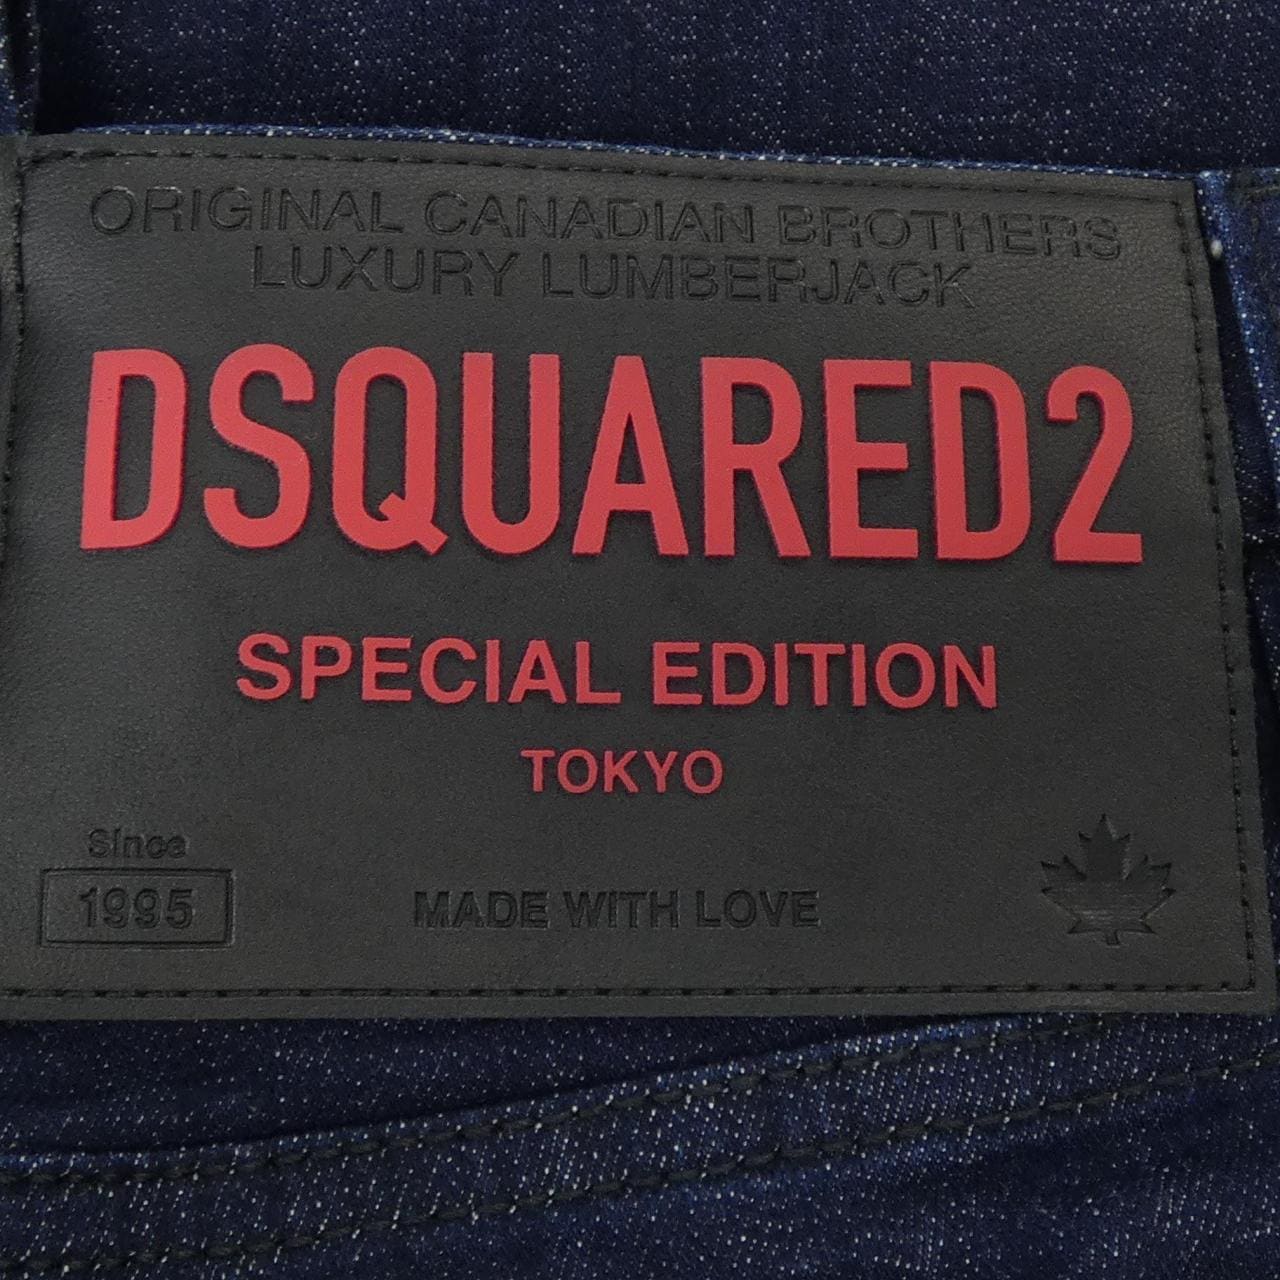 ORIGINAL CANADIAN BROTHERS
LUXURY LUMBERJACK
DSQUARED2
SPECIAL EDITION
TOKYO
Since
1995
MADE WITH LOVE